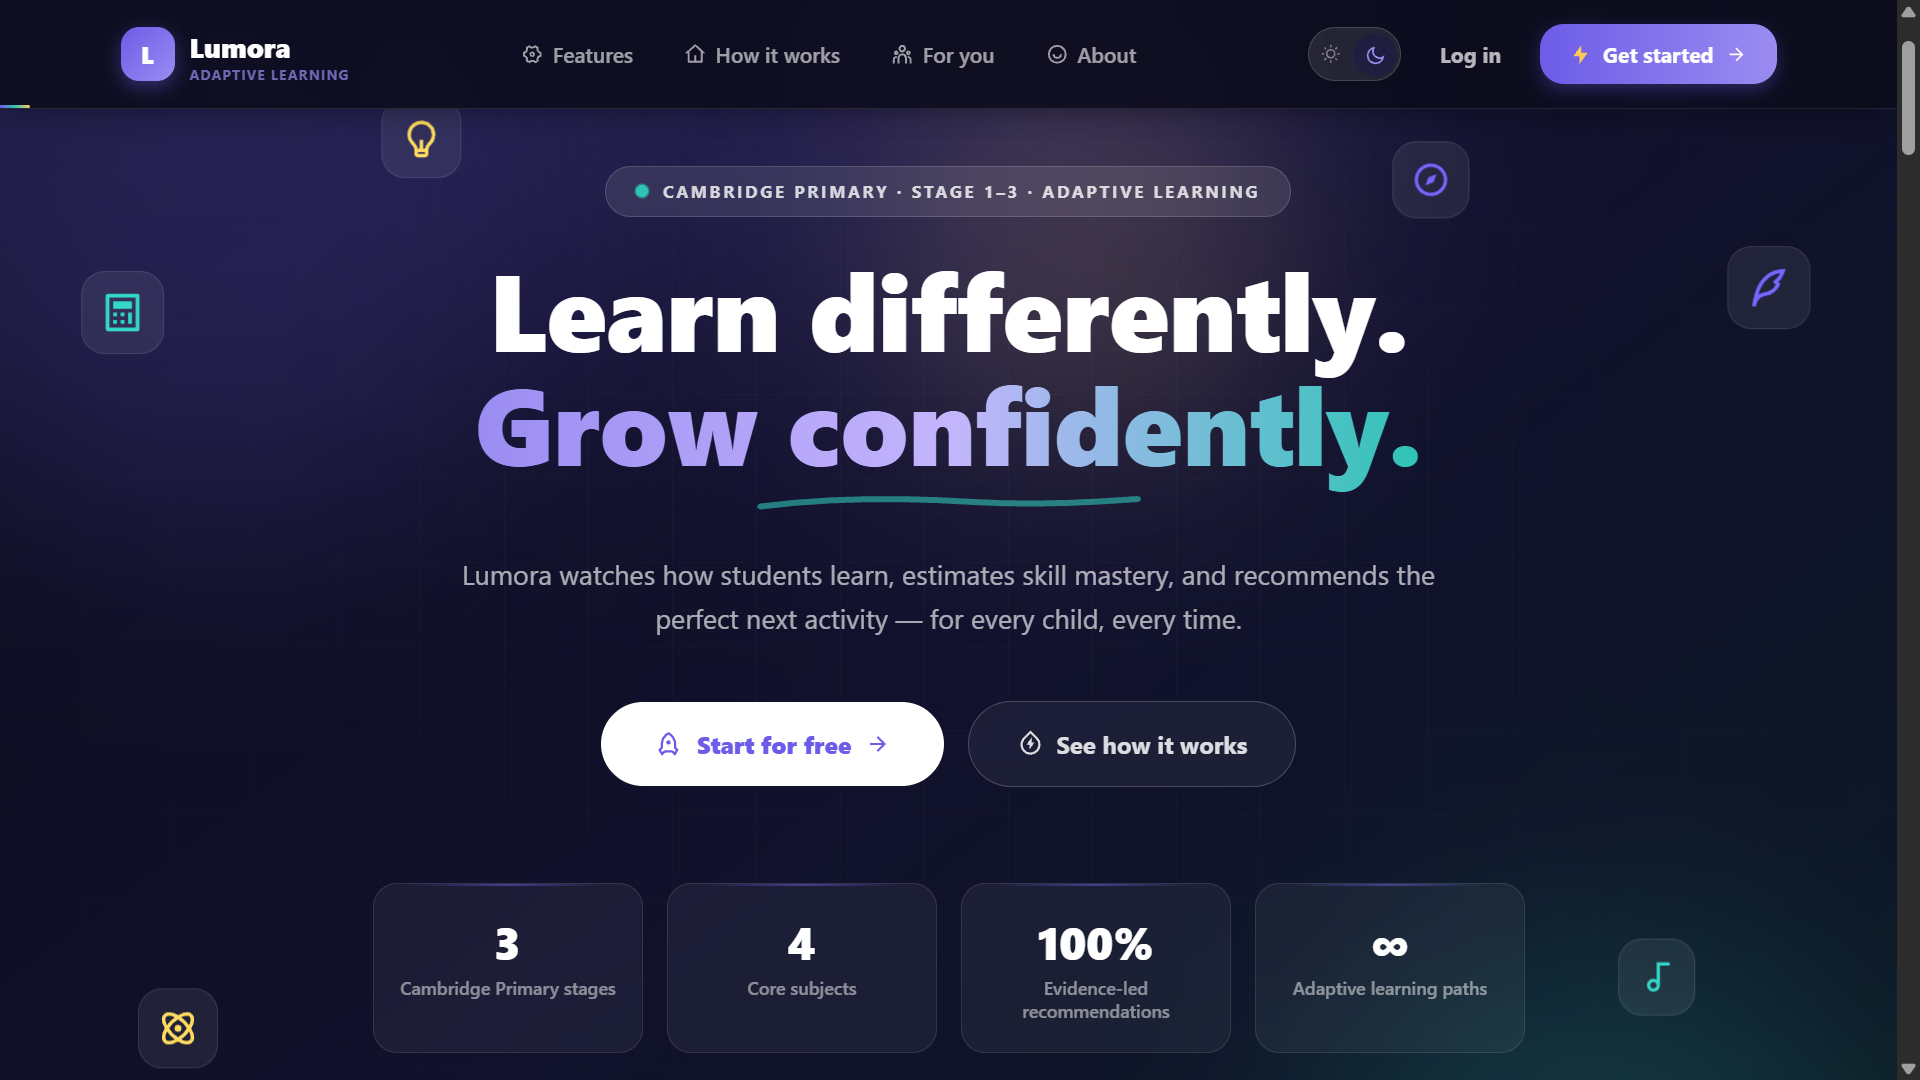 L
Lumora
ADAPTIVE LEARNING
Features
How it works
For you
About
Log in
Get started →
CAMBRIDGE PRIMARY · STAGE 1–3 · ADAPTIVE LEARNING
Learn differently.
Grow confidently.
Lumora watches how students learn, estimates skill mastery, and recommends the
perfect next activity — for every child, every time.
Start for free →
See how it works
3
Cambridge Primary stages
4
Core subjects
100%
Evidence-led
recommendations
∞
Adaptive learning paths